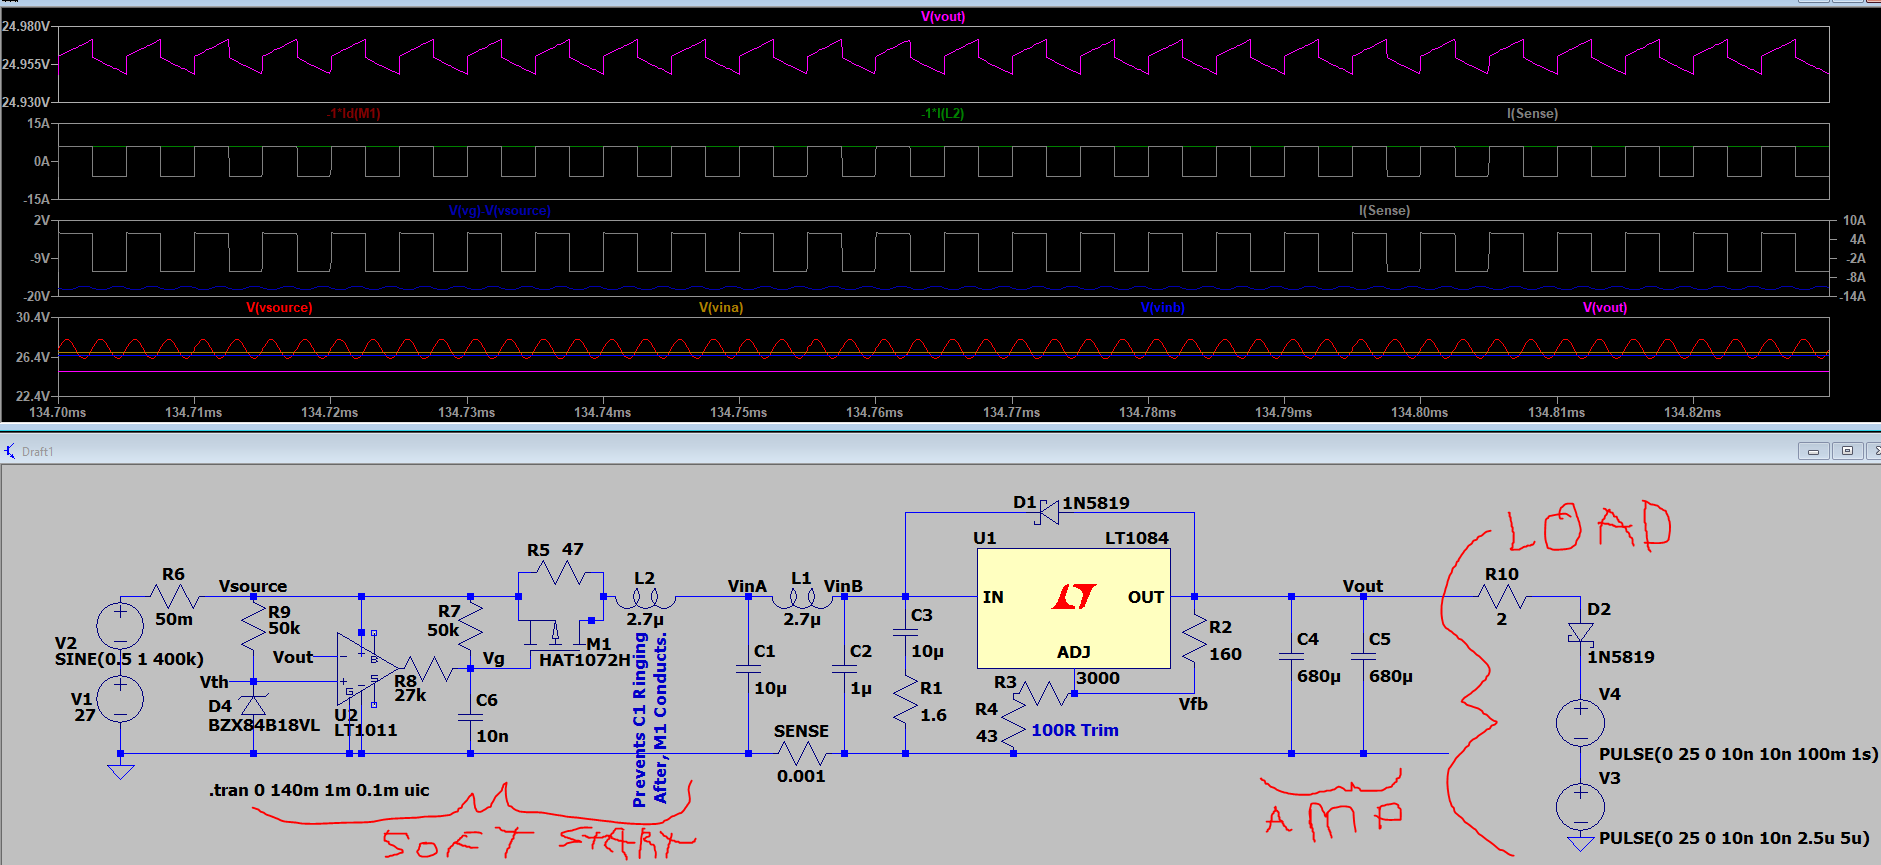 V(vout)
24.980V
24.955V
24.930V
-1*Id(M1) -1*I(L2) I(Sense)
15A
0A
-15A
V(vg)-V(vsource) I(Sense)
2V 10A
4A
-9V -2A
-8A
-20V -14A
V(vsource) V(vina) V(vinb) V(vout)
30.4V
26.4V
22.4V
134.70ms 134.71ms 134.72ms 134.73ms 134.74ms 134.75ms 134.76ms 134.77ms 134.78ms 134.79ms 134.80ms 134.81ms 134.82ms
Draft1
R6
50m
Vsource
V2
SINE(0.5 1 400k)
V1
27
R9
50k
Vout
Vth
D4
BZX84B18VL
U2
LT1011
B
S
G
R8
27k
R7
50k
Vg
C6
10n
R5 47
M1
HAT1072H
L2
2.7µ
Prevents C1 Ringing
After, M1 Conducts.
VinA
L1
2.7µ
VinB
C1
10µ
C2
1µ
SENSE
0.001
C3
10µ
R1
1.6
D1 1N5819
U1 LT1084
IN OUT
ADJ
3000
R3
R4
43
100R Trim
R2
160
Vfb
C4
680µ
C5
680µ
Vout
R10
2
D2
1N5819
V4
PULSE(0 25 0 10n 10n 100m 1s)
V3
PULSE(0 25 0 10n 10n 2.5u 5u)
.tran 0 140m 1m 0.1m uic
SOFT START
AMP
LOAD